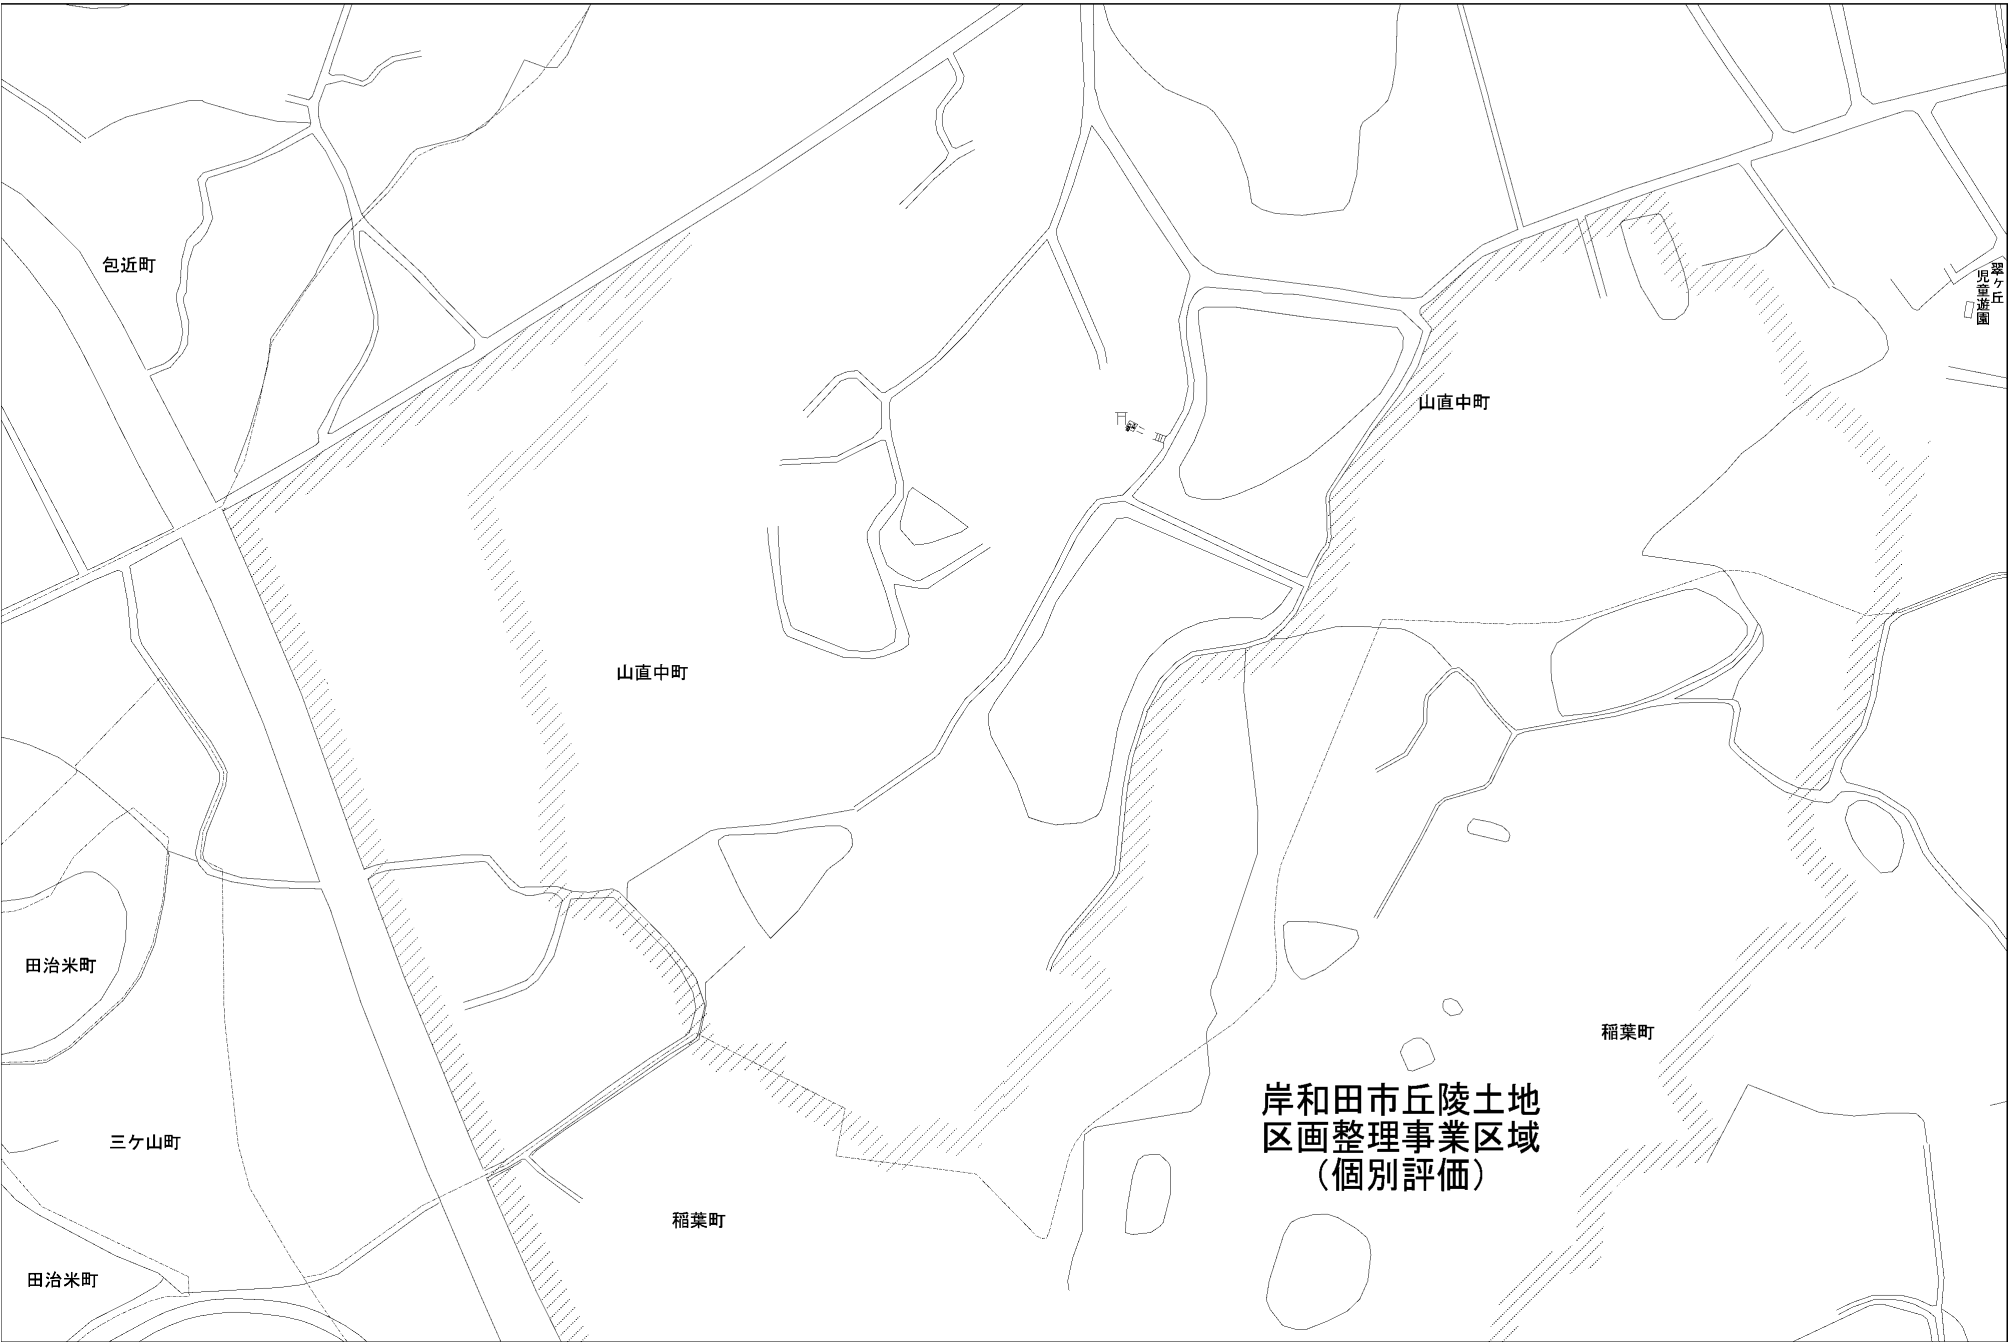 包近町
翠ヶ丘
児童遊園
山直中町
山直中町
田治米町
稲葉町
岸和田市丘陵土地
区画整理事業区域
（個別評価）
三ケ山町
稲葉町
田治米町